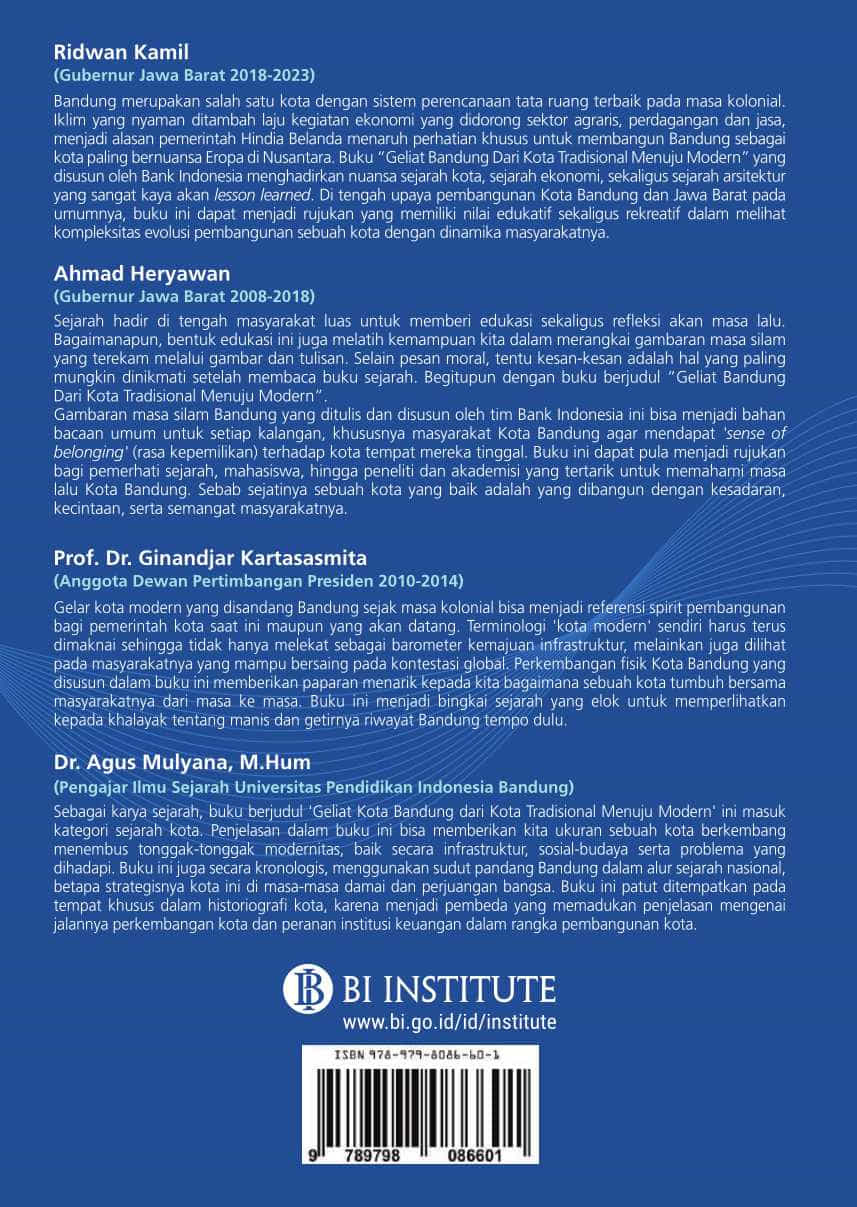 Ridwan Kamil
(Gubernur Jawa Barat 2018-2023)
Bandung merupakan salah satu kota dengan sistem perencanaan tata ruang terbaik pada masa kolonial.
Iklim yang nyaman ditambah laju kegiatan ekonomi yang didorong sektor agraris, perdagangan dan jasa,
menjadi alasan pemerintah Hindia Belanda menaruh perhatian khusus untuk membangun Bandung sebagai
kota paling bernuansa Eropa di Nusantara. Buku “Geliat Bandung Dari Kota Tradisional Menuju Modern” yang
disusun oleh Bank Indonesia menghadirkan nuansa sejarah kota, sejarah ekonomi, sekaligus sejarah arsitektur
yang sangat kaya akan lesson learned. Di tengah upaya pembangunan Kota Bandung dan Jawa Barat pada
umumnya, buku ini dapat menjadi rujukan yang memiliki nilai edukatif sekaligus rekreatif dalam melihat
kompleksitas evolusi pembangunan sebuah kota dengan dinamika masyarakatnya.
Ahmad Heryawan
(Gubernur Jawa Barat 2008-2018)
Sejarah hadir di tengah masyarakat luas untuk memberi edukasi sekaligus refleksi akan masa lalu.
Bagaimanapun, bentuk edukasi ini juga melatih kemampuan kita dalam merangkai gambaran masa silam
yang terekam melalui gambar dan tulisan. Selain pesan moral, tentu kesan-kesan adalah hal yang paling
mungkin dinikmati setelah membaca buku sejarah. Begitupun dengan buku berjudul “Geliat Bandung
Dari Kota Tradisional Menuju Modern”.
Gambaran masa silam Bandung yang ditulis dan disusun oleh tim Bank Indonesia ini bisa menjadi bahan
bacaan umum untuk setiap kalangan, khususnya masyarakat Kota Bandung agar mendapat 'sense of
belonging' (rasa kepemilikan) terhadap kota tempat mereka tinggal. Buku ini dapat pula menjadi rujukan
bagi pemerhati sejarah, mahasiswa, hingga peneliti dan akademisi yang tertarik untuk memahami masa
lalu Kota Bandung. Sebab sejatinya sebuah kota yang baik adalah yang dibangun dengan kesadaran,
kecintaan, serta semangat masyarakatnya.
Prof. Dr. Ginandjar Kartasasmita
(Anggota Dewan Pertimbangan Presiden 2010-2014)
Gelar kota modern yang disandang Bandung sejak masa kolonial bisa menjadi referensi spirit pembangunan
bagi pemerintah kota saat ini maupun yang akan datang. Terminologi 'kota modern' sendiri harus terus
dimaknai sehingga tidak hanya melekat sebagai barometer kemajuan infrastruktur, melainkan juga dilihat
pada masyarakatnya yang mampu bersaing pada kontestasi global. Perkembangan fisik Kota Bandung yang
disusun dalam buku ini memberikan paparan menarik kepada kita bagaimana sebuah kota tumbuh bersama
masyarakatnya dari masa ke masa. Buku ini menjadi bingkai sejarah yang elok untuk memperlihatkan
kepada khalayak tentang manis dan getirnya riwayat Bandung tempo dulu.
Dr. Agus Mulyana, M.Hum
(Pengajar Ilmu Sejarah Universitas Pendidikan Indonesia Bandung)
Sebagai karya sejarah, buku berjudul 'Geliat Kota Bandung dari Kota Tradisional Menuju Modern' ini masuk
kategori sejarah kota. Penjelasan dalam buku ini bisa memberikan kita ukuran sebuah kota berkembang
menembus tonggak-tonggak modernitas, baik secara infrastruktur, sosial-budaya serta problema yang
dihadapi. Buku ini juga secara kronologis, menggunakan sudut pandang Bandung dalam alur sejarah nasional,
betapa strategisnya kota ini di masa-masa damai dan perjuangan bangsa. Buku ini patut ditempatkan pada
tempat khusus dalam historiografi kota, karena menjadi pembeda yang memadukan penjelasan mengenai
jalannya perkembangan kota dan peranan institusi keuangan dalam rangka pembangunan kota.
BI INSTITUTE
www.bi.go.id/id/institute
ISBN 978-979-8086-60-1
9 789798 086601